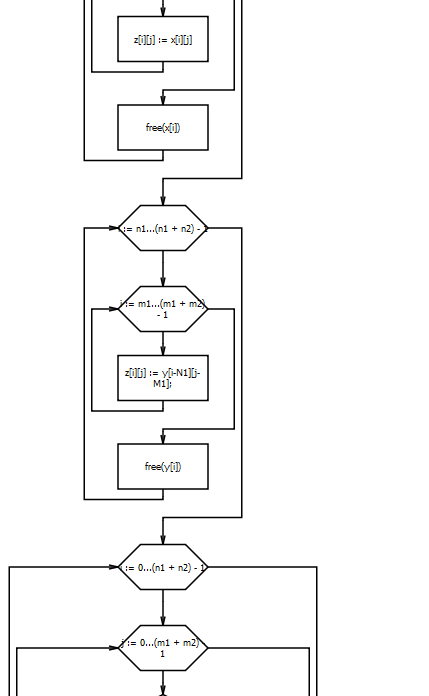 z[i][j] := x[i][j]
free(x[i])
i := n1...(n1 + n2) - 1
j := m1...(m1 + m2)
- 1
z[i][j] := y[i-N1][j-
M1];
free(y[i])
i := 0...(n1 + n2) - 1
j := 0...(m1 + m2) -
1